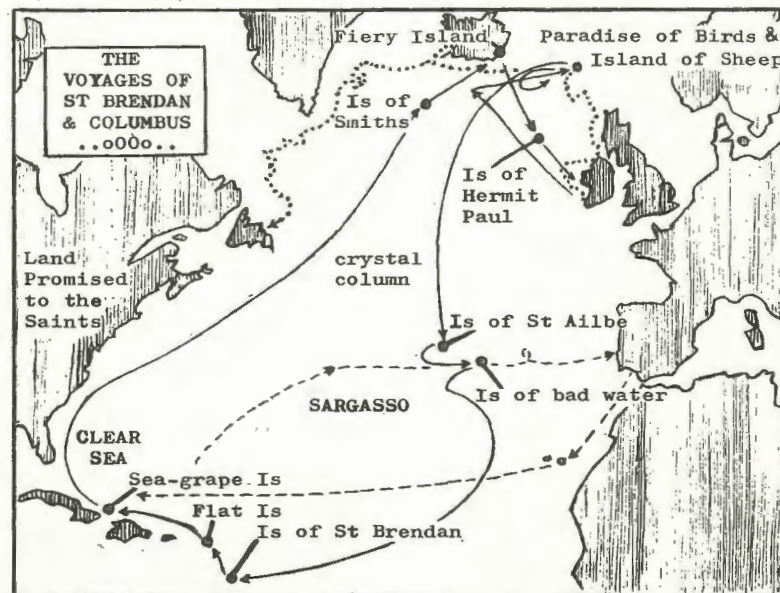 THE
VOYAGES OF
ST BRENDAN
& COLUMBUS
..oOÒo..
Fiery Island
Paradise of Birds &
Island of Sheep
Is of
Smiths
Is of
Hermit
Paul
Land
Promised
to the
Saints
crystal
column
Is of St Ailbe
Is of bad water
SARGASSO
CLEAR
SEA
Sea-grape Is
Flat Is
Is of St Brendan